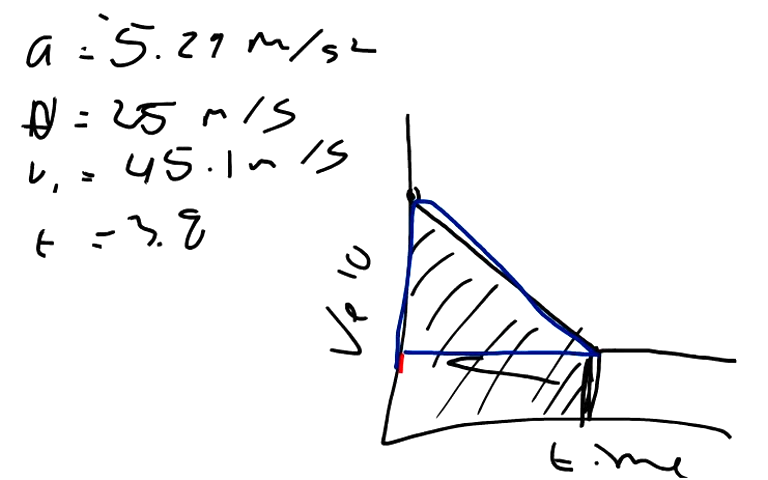 a = 5.29 m/s²
v = 25 m/s
v₁ = 45.1 m/s
t = 3.8
Velo
time